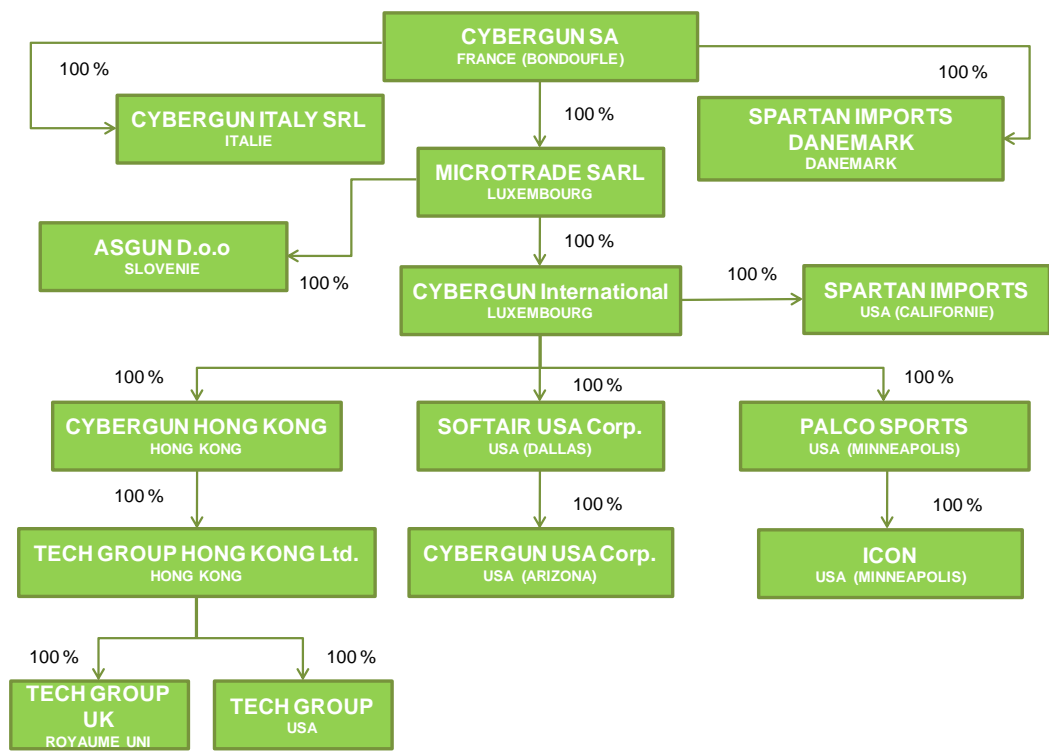 CYBERGUN SA
FRANCE (BONDOUFLE)
100 %
100 %
100 %
CYBERGUN ITALY SRL
ITALIE
SPARTAN IMPORTS
DANEMARK
DANEMARK
MICROTRADE SARL
LUXEMBOURG
ASGUN D.o.o
SLOVENIE
100 %
100 %
CYBERGUN International
LUXEMBOURG
100 %
SPARTAN IMPORTS
USA (CALIFORNIE)
100 %
100 %
100 %
CYBERGUN HONG KONG
HONG KONG
SOFTAIR USA Corp.
USA (DALLAS)
PALCO SPORTS
USA (MINNEAPOLIS)
100 %
100 %
100 %
TECH GROUP HONG KONG Ltd.
HONG KONG
CYBERGUN USA Corp.
USA (ARIZONA)
ICON
USA (MINNEAPOLIS)
100 %
100 %
TECH GROUP
UK
ROYAUME UNI
TECH GROUP
USA